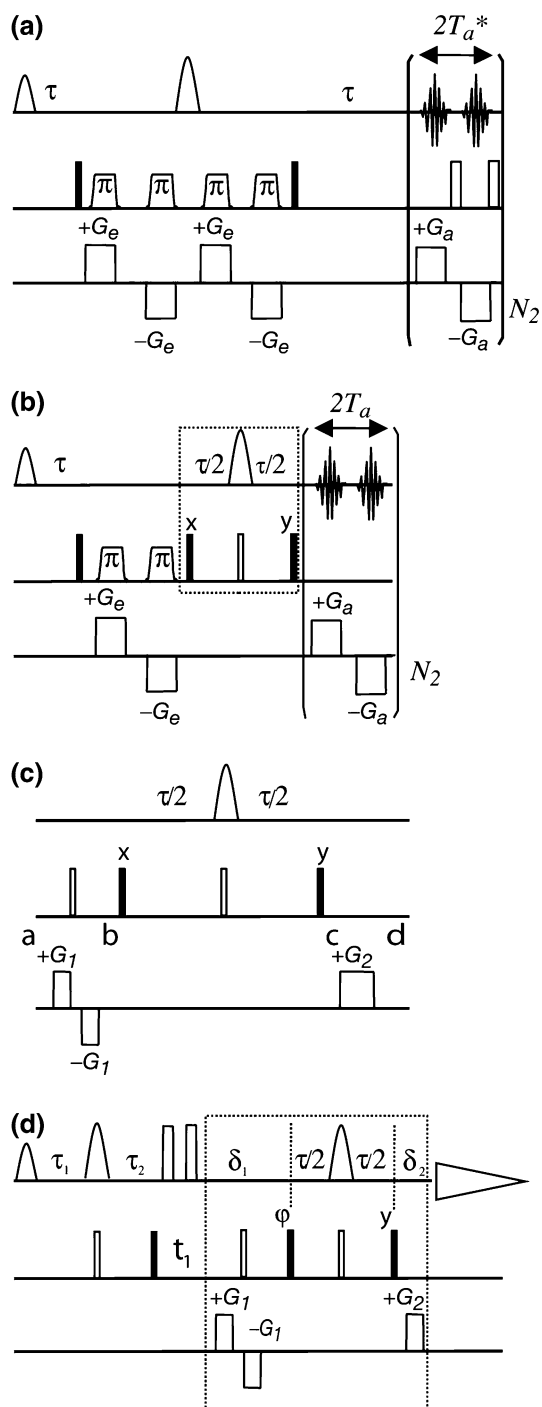 (a)
2Tₐ*
τ τ
π π π π
+Gₑ +Gₑ +Gₐ
−Gₑ −Gₑ −Gₐ N₂
(b)
2Tₐ
τ τ/2 τ/2
x y
π π
+Gₑ +Gₐ
−Gₑ −Gₐ N₂
(c)
τ/2 τ/2
x y
a b c d
+G₁ +G₂
−G₁
(d)
τ₁ τ₂ δ₁ τ/2 τ/2 δ₂
t₁ φ y
+G₁ −G₁ +G₂